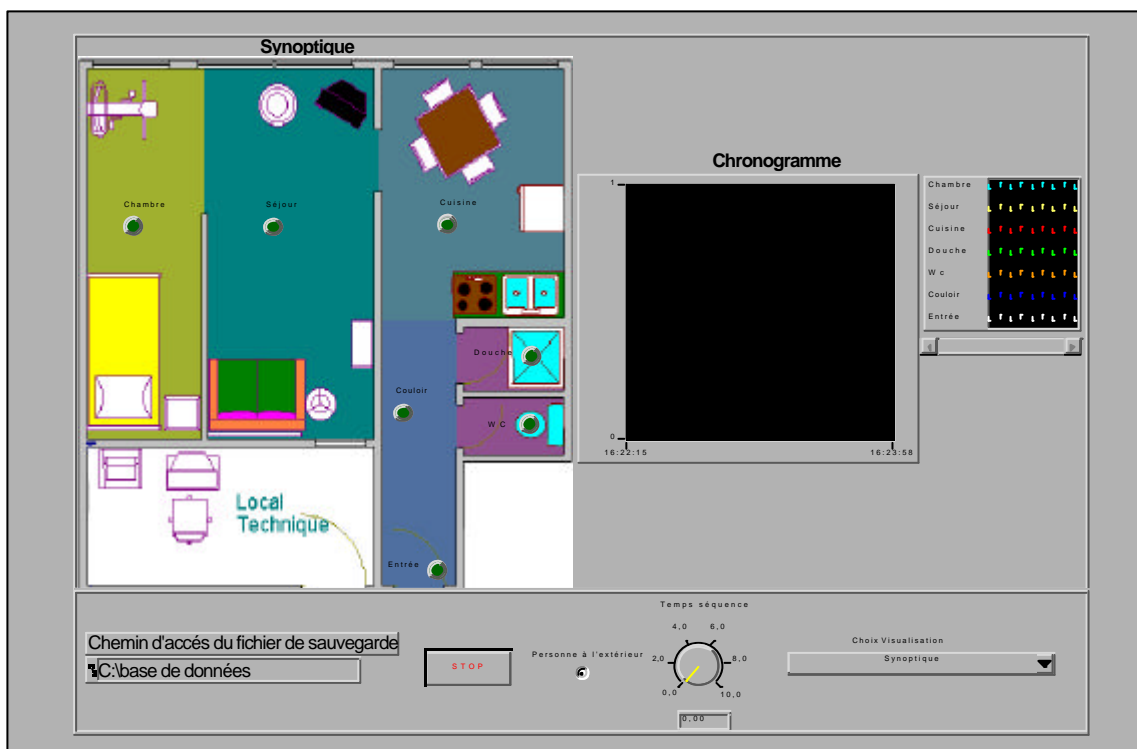 Synoptique
Chambre
Séjour
Cuisine
Douche
Couloir
WC
Local
Technique
Entrée
Chronogramme
1
0
16:22:15
16:23:58
Chambre
Séjour
Cuisine
Douche
Wc
Couloir
Entrée
Chemin d'accés du fichier de sauvegarde
C:\base de données
STOP
Personne à l'extérieur
Temps séquence
4,0
6,0
2,0
8,0
0,0
10,0
0,00
Choix Visualisation
Synoptique